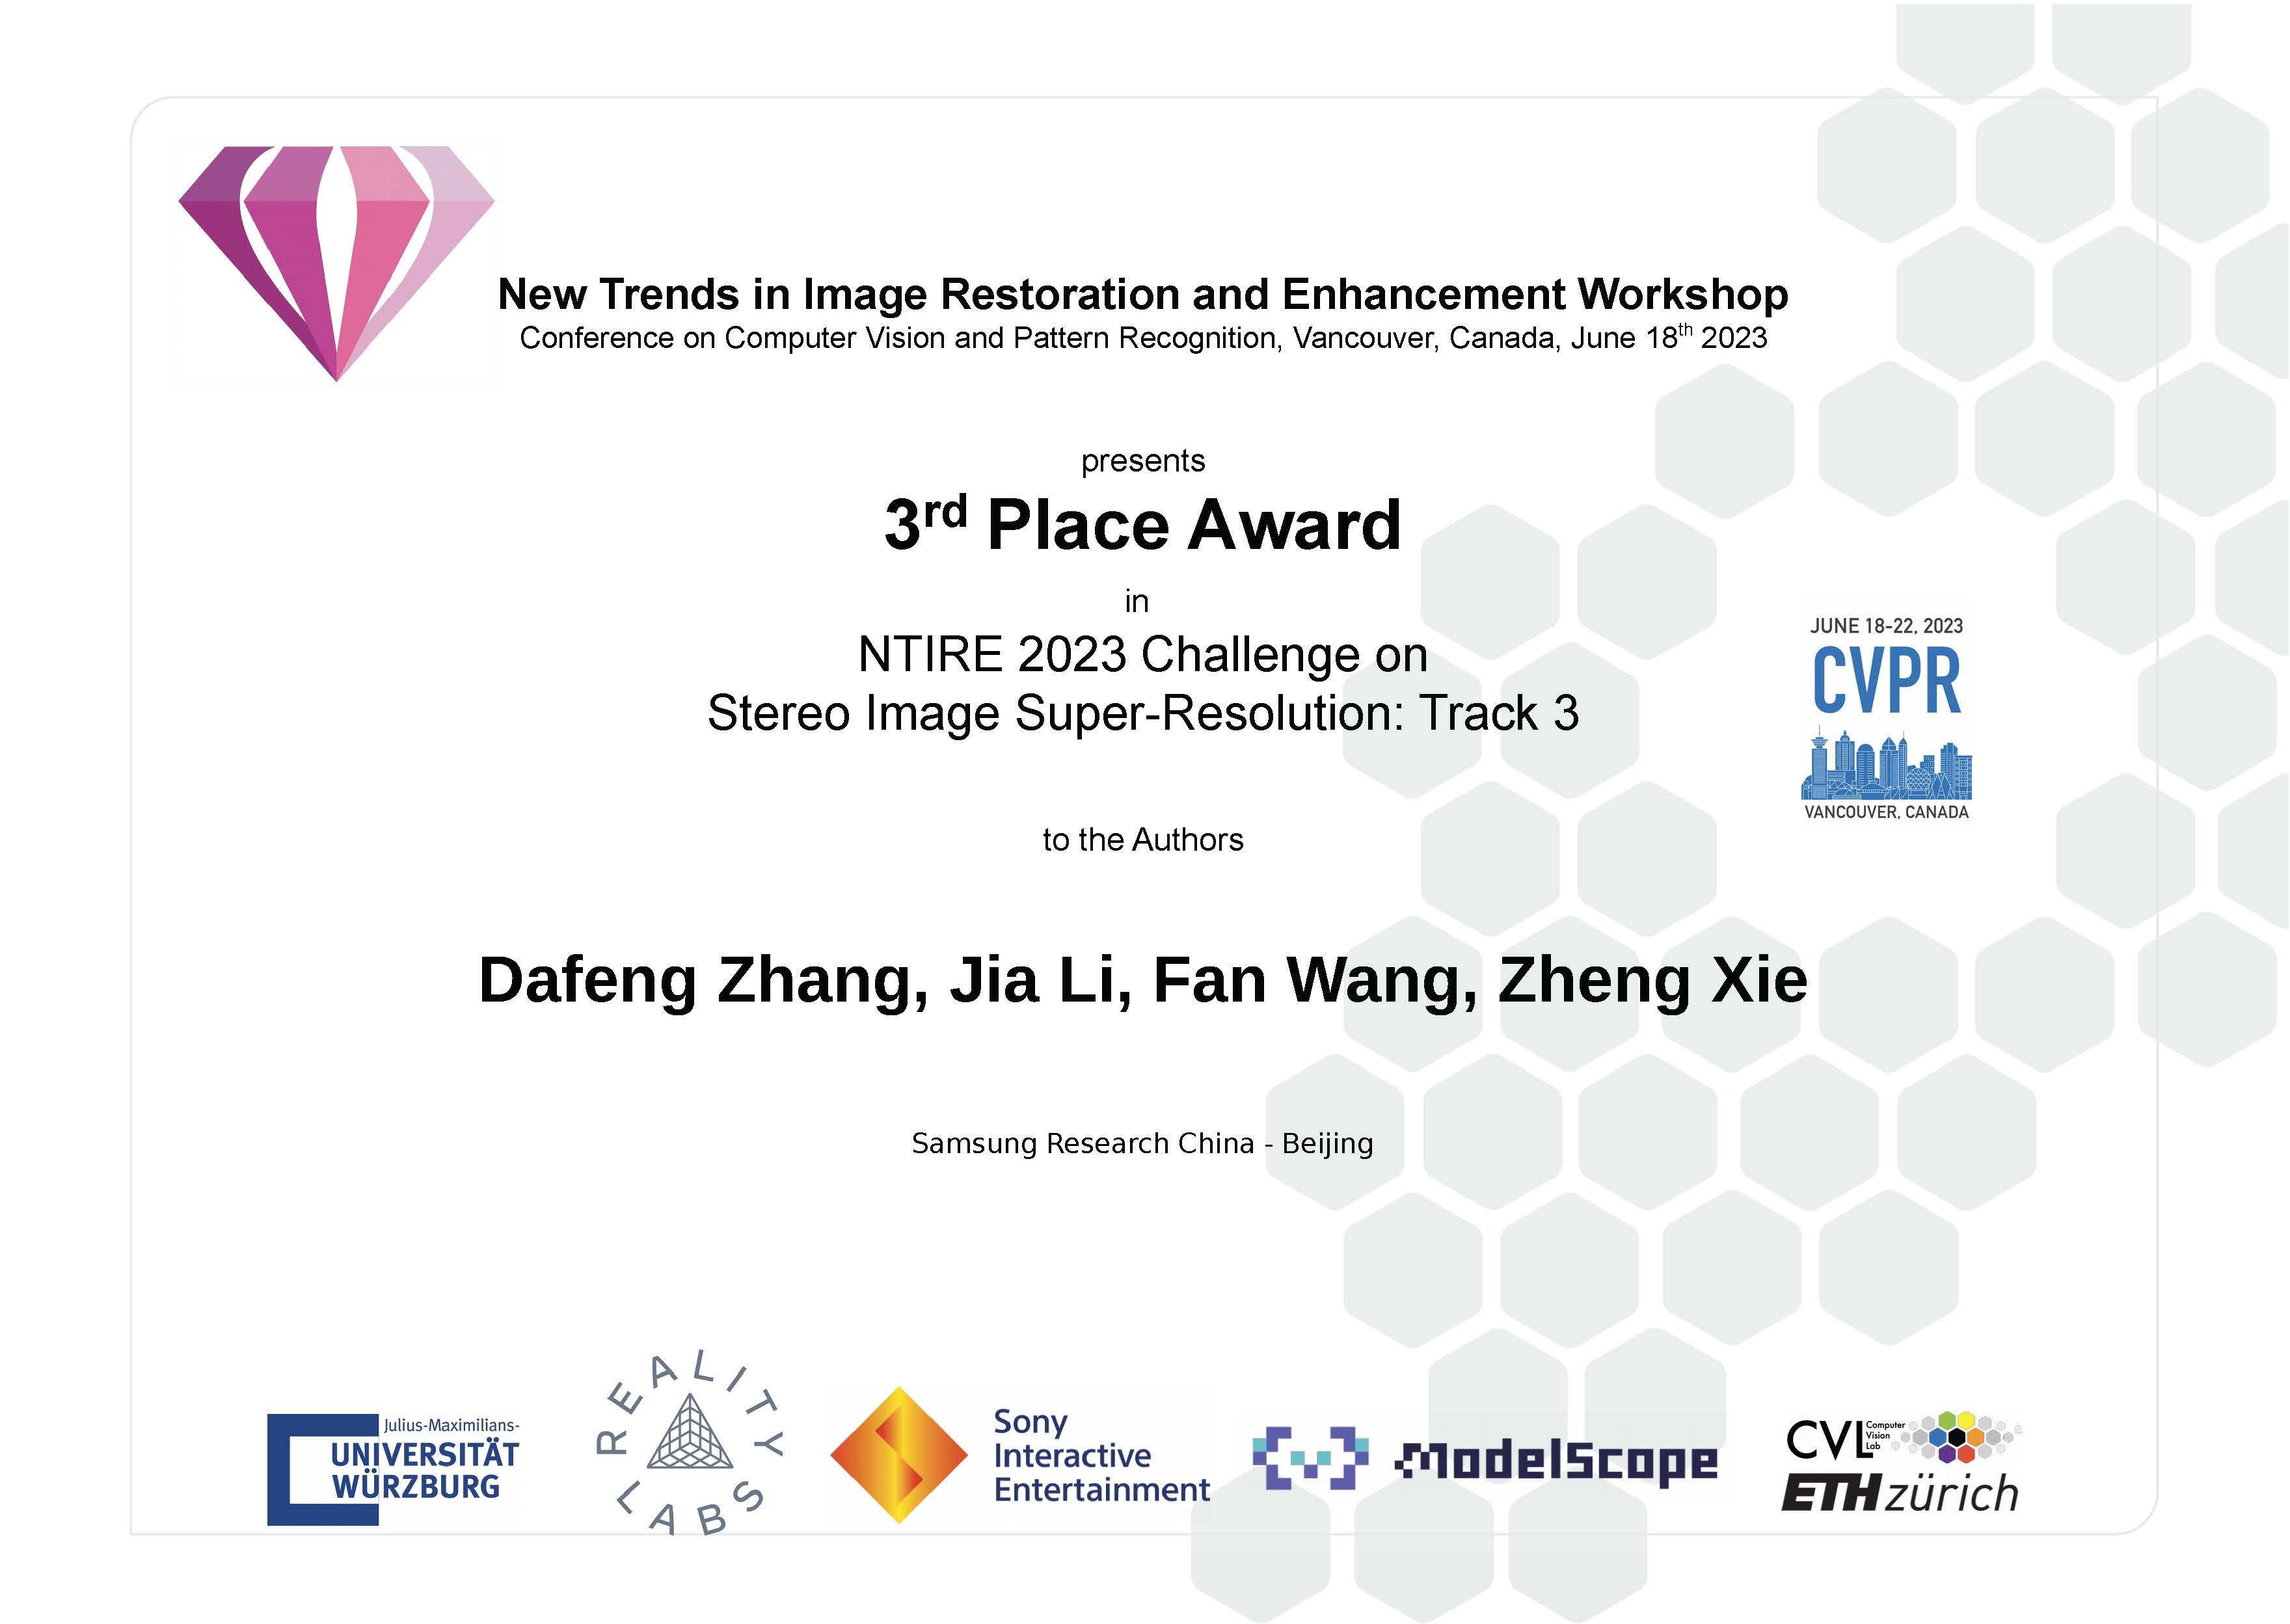 New Trends in Image Restoration and Enhancement Workshop
Conference on Computer Vision and Pattern Recognition, Vancouver, Canada, June 18th 2023
presents
3rd Place Award
in
NTIRE 2023 Challenge on
Stereo Image Super-Resolution: Track 3
JUNE 18-22, 2023
CVPR
VANCOUVER, CANADA
to the Authors
Dafeng Zhang, Jia Li, Fan Wang, Zheng Xie
Samsung Research China - Beijing
Julius-Maximilians-
UNIVERSITÄT
WÜRZBURG
REALITY
LABS
Sony
Interactive
Entertainment
ModelScope
CVL Computer
Vision
Lab
ETH zürich